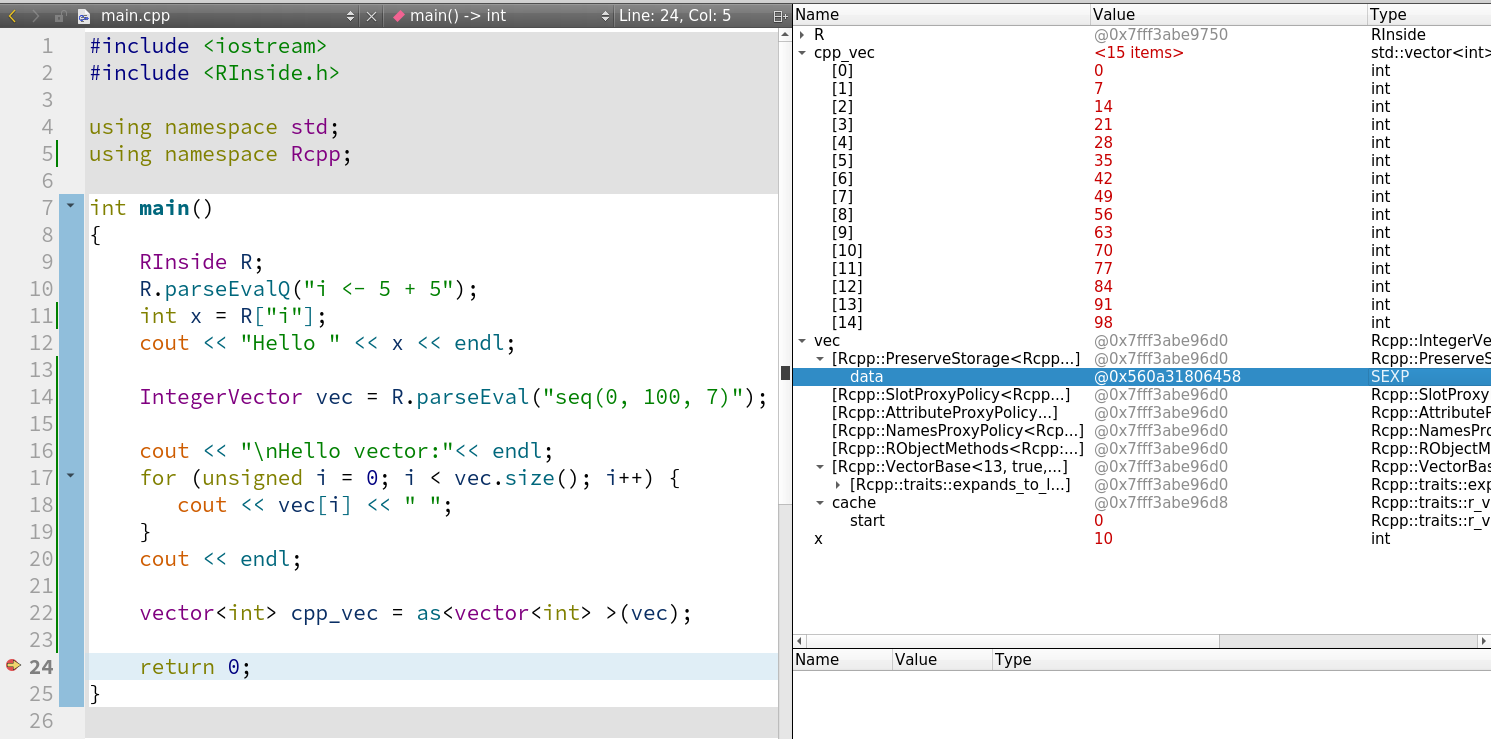 main.cpp main() -> int Line: 24, Col: 5
1 #include <iostream>
2 #include <RInside.h>
3
4 using namespace std;
5 using namespace Rcpp;
6
7 int main()
8 {
9 RInside R;
10 R.parseEvalQ("i <- 5 + 5");
11 int x = R["i"];
12 cout << "Hello " << x << endl;
13
14 IntegerVector vec = R.parseEval("seq(0, 100, 7)");
15
16 cout << "\nHello vector:"<< endl;
17 for (unsigned i = 0; i < vec.size(); i++) {
18 cout << vec[i] << " ";
19 }
20 cout << endl;
21
22 vector<int> cpp_vec = as<vector<int> >(vec);
23
24 return 0;
25 }
26
Name Value Type
R @0x7fff3abe9750 RInside
cpp_vec <15 items> std::vector<int>
[0] 0 int
[1] 7 int
[2] 14 int
[3] 21 int
[4] 28 int
[5] 35 int
[6] 42 int
[7] 49 int
[8] 56 int
[9] 63 int
[10] 70 int
[11] 77 int
[12] 84 int
[13] 91 int
[14] 98 int
vec @0x7fff3abe96d0 Rcpp::IntegerVe
[Rcpp::PreserveStorage<Rcpp...] @0x7fff3abe96d0 Rcpp::PreserveS
data @0x560a31806458 SEXP
[Rcpp::SlotProxyPolicy<Rcpp...] @0x7fff3abe96d0 Rcpp::SlotProxy
[Rcpp::AttributeProxyPolicy...] @0x7fff3abe96d0 Rcpp::AttributeP
[Rcpp::NamesProxyPolicy<Rcp...] @0x7fff3abe96d0 Rcpp::NamesPro
[Rcpp::RObjectMethods<Rcpp:...] @0x7fff3abe96d0 Rcpp::RObjectM
[Rcpp::VectorBase<13, true,...] @0x7fff3abe96d0 Rcpp::VectorBas
[Rcpp::traits::expands_to_l...] @0x7fff3abe96d0 Rcpp::traits::exp
cache @0x7fff3abe96d8 Rcpp::traits::r_v
start 0 Rcpp::traits::r_v
x 10 int
Name Value Type